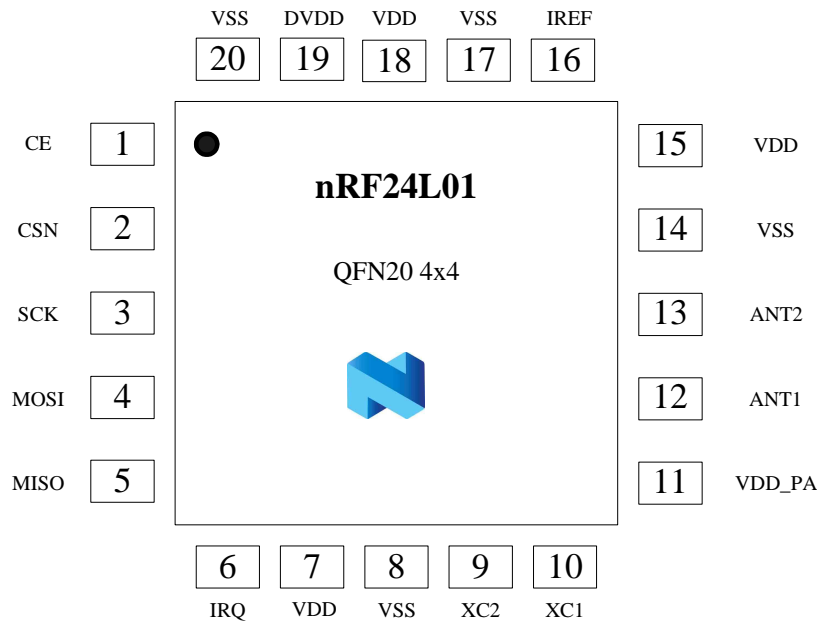 VSS DVDD VDD VSS IREF
20 19 18 17 16
CE 1 15 VDD
nRF24L01
CSN 2 14 VSS
QFN20 4x4
SCK 3 13 ANT2
MOSI 4 12 ANT1
MISO 5 11 VDD_PA
6 7 8 9 10
IRQ VDD VSS XC2 XC1